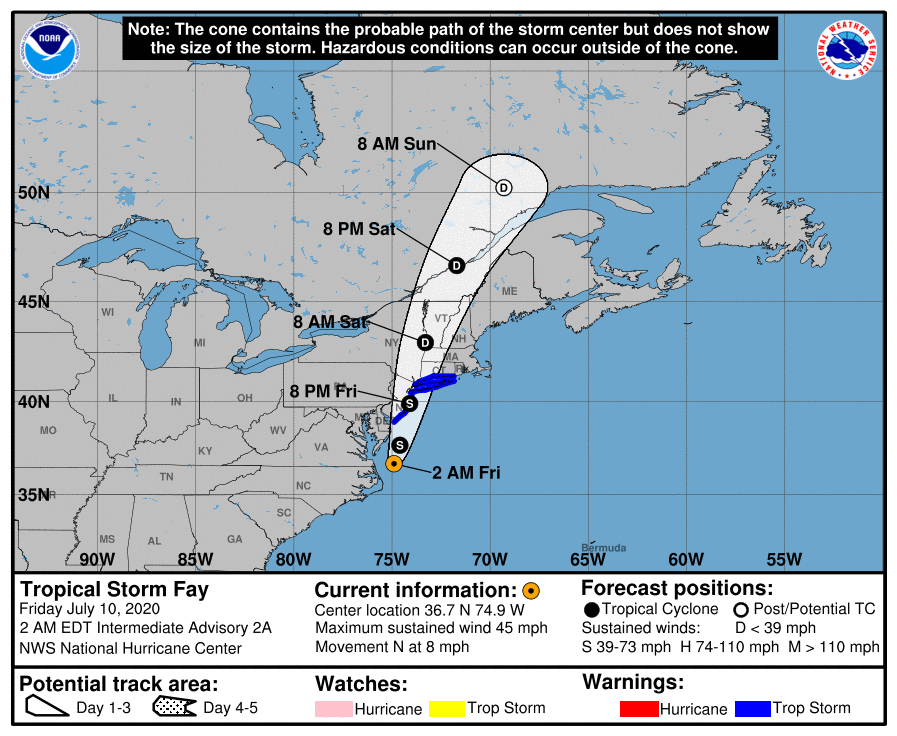 Note: The cone contains the probable path of the storm center but does not show
the size of the storm. Hazardous conditions can occur outside of the cone.
NOAA
NATIONAL WEATHER SERVICE
8 AM Sun
50N
8 PM Sat
ME
45N
WI
MI
8 AM Sat
NY
VT
NH
MA
CT
RI
8 PM Fri
PA
40N
IL
IN
OH
MO
WV
DE
KY
VA
2 AM Fri
TN
NC
35N
SC
MS
AL
GA
Bermuda
90W 85W 80W 75W 70W 65W 60W 55W
D
D
D
S
S
Tropical Storm Fay
Friday July 10, 2020
2 AM EDT Intermediate Advisory 2A
NWS National Hurricane Center
Current information:
Center location 36.7 N 74.9 W
Maximum sustained wind 45 mph
Movement N at 8 mph
Forecast positions:
Tropical Cyclone Post/Potential TC
Sustained winds: D < 39 mph
S 39-73 mph H 74-110 mph M > 110 mph
Potential track area:
Day 1-3 Day 4-5
Watches:
Hurricane Trop Storm
Warnings:
Hurricane Trop Storm